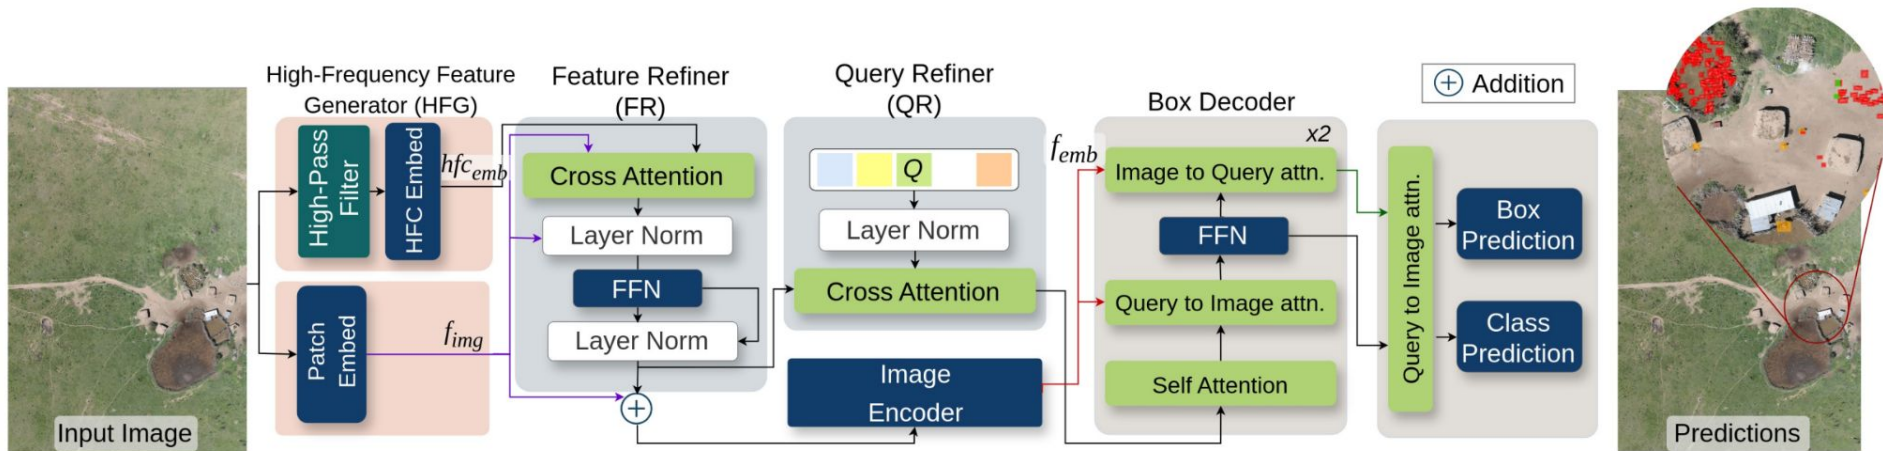 High-Frequency Feature
Generator (HFG)
High-Pass
Filter
HFC Embed
hfc_emb
Patch
Embed
f_img
Input Image
Feature Refiner
(FR)
Cross Attention
Layer Norm
FFN
Layer Norm
Query Refiner
(QR)
Q
Layer Norm
Cross Attention
Image
Encoder
f_emb
Box Decoder
x2
Image to Query attn.
FFN
Query to Image attn.
Self Attention
Addition
Query to Image attn.
Box
Prediction
Class
Prediction
Predictions